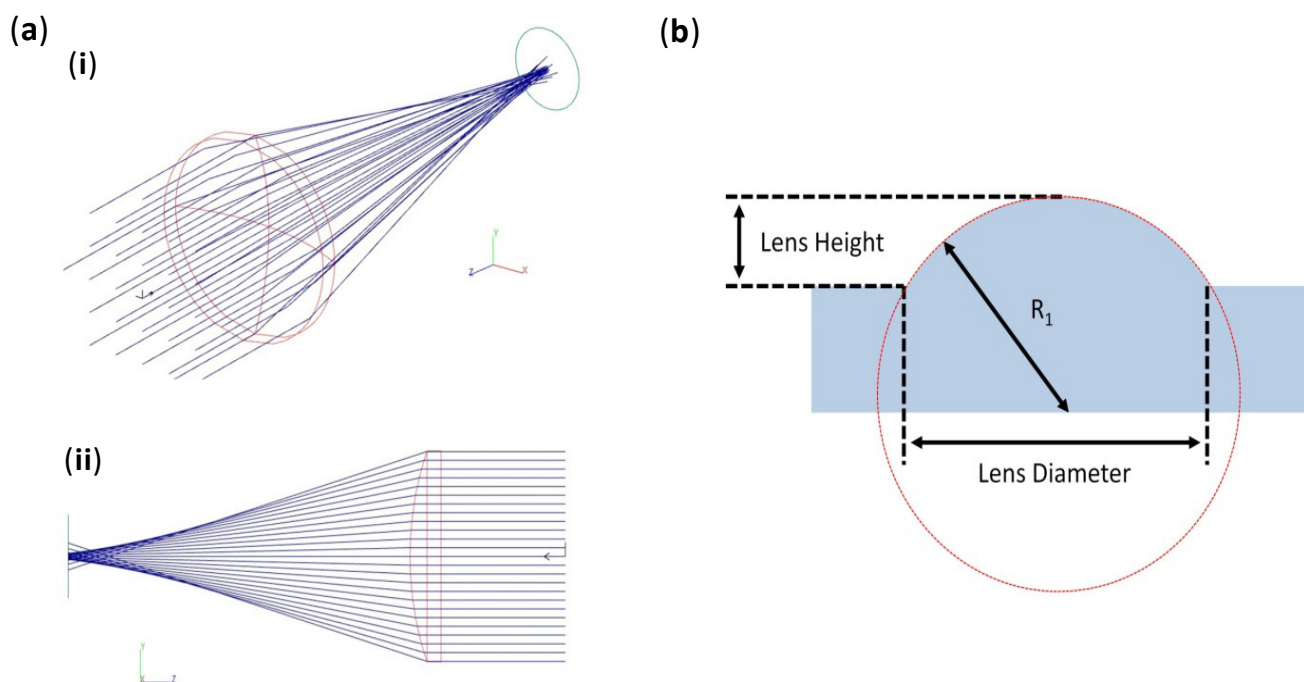 (a)
(i)
Y
Z
X
(ii)
Y
X
Z
(b)
Lens Height
R1
Lens Diameter